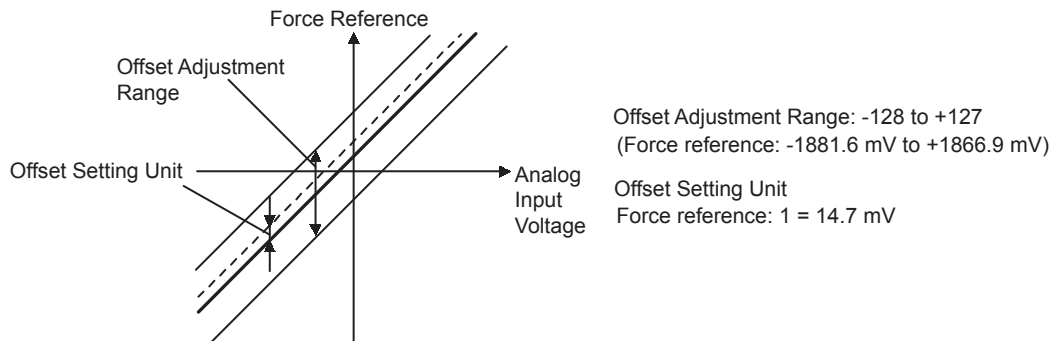 Force Reference
Offset Adjustment
Range
Offset Setting Unit
Analog
Input
Voltage
Offset Adjustment Range: -128 to +127
(Force reference: -1881.6 mV to +1866.9 mV)
Offset Setting Unit
Force reference: 1 = 14.7 mV